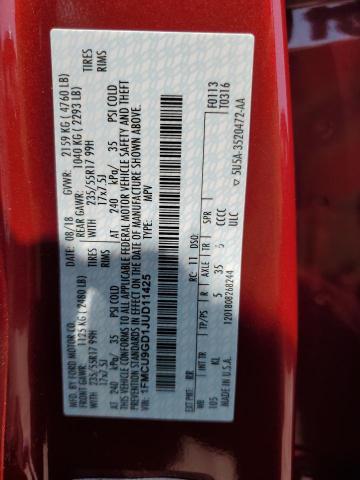 MFD. BY FORD MOTOR CO.
DATE: 08/18 GVWR: 2159 KG ( 4760 LB)
FRONT GAWR: 1125 KG ( 2480 LB) REAR GAWR: 1040 KG ( 2293 LB)
WITH 235/55R17 99H TIRES WITH 235/55R17 99H
17x7.5J RIMS 17x7.5J
AT 240 kPa/ 35 PSI COLD AT 240 kPa/ 35 PSI COLD
THIS VEHICLE CONFORMS TO ALL APPLICABLE FEDERAL MOTOR VEHICLE SAFETY AND THEFT
PREVENTION STANDARDS IN EFFECT ON THE DATE OF MANUFACTURE SHOWN ABOVE.
VIN: 1FMCU9GD1JUD11425
TYPE: MPV
F0113
T0316
EXT PNT: RR RC: 11 DSO:
WB INT TR TP/PS R AXLE TR SPR
105 KL 5 35 6 CCCC
ULC
1201808268244
5U5A-3520472-AA